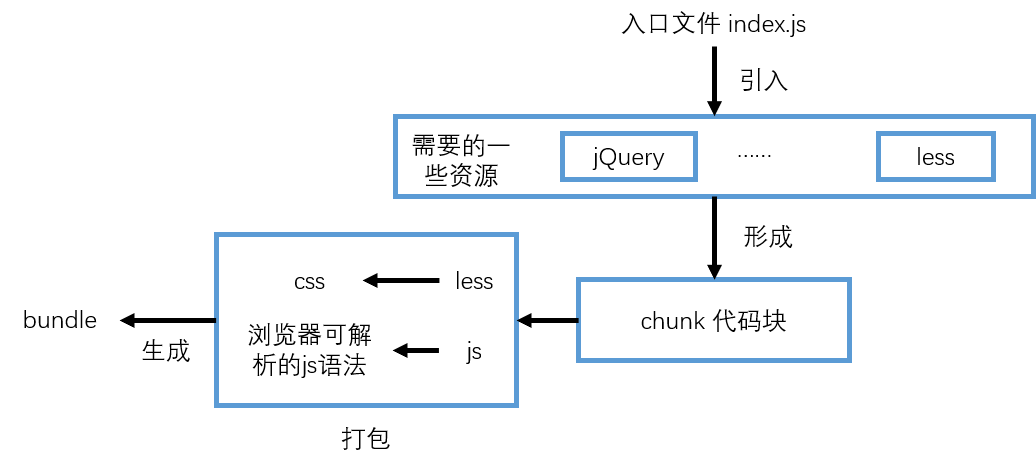 入口文件 index.js
引入
需要的一
些资源
jQuery
……
less
形成
chunk 代码块
css
less
浏览器可解
析的js语法
js
bundle
生成
打包